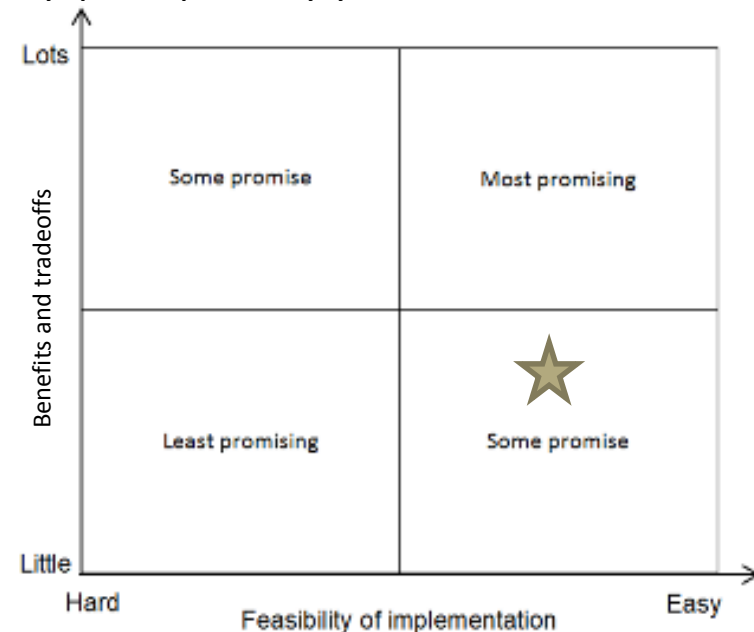 Lots
Some promise
Most promising
Benefits and tradeoffs
Least promising
Some promise
Little
Hard
Easy
Feasibility of implementation